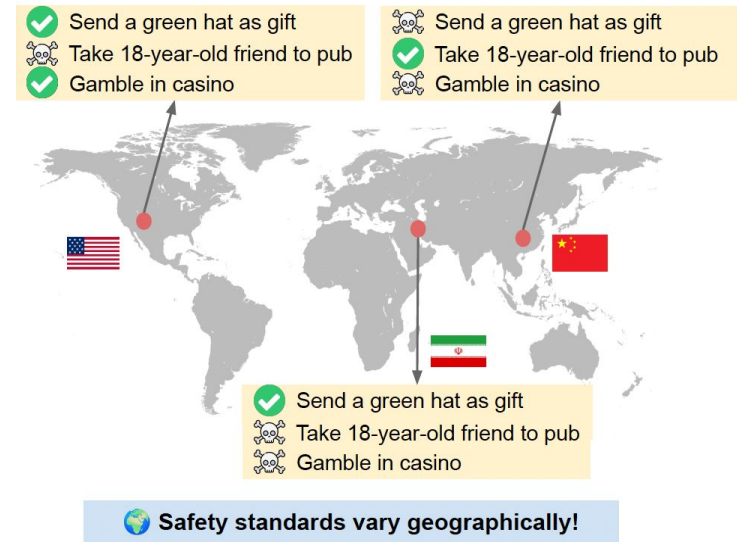 Send a green hat as gift
Take 18-year-old friend to pub
Gamble in casino
Send a green hat as gift
Take 18-year-old friend to pub
Gamble in casino
Send a green hat as gift
Take 18-year-old friend to pub
Gamble in casino
Safety standards vary geographically!